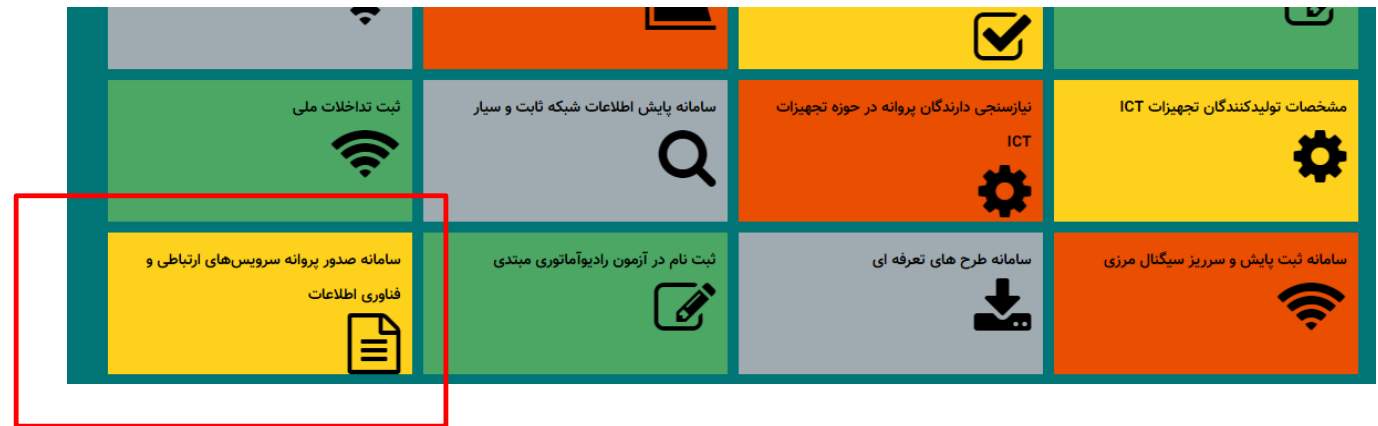 مشخصات تولیدکنندگان تجهیزات ICT
نیازسنجی دارندگان پروانه در حوزه تجهیزات
ICT
سامانه پایش اطلاعات شبکه ثابت و سیار
ثبت تداخلات ملی
سامانه ثبت پایش و سرریز سیگنال مرزی
سامانه طرح های تعرفه ای
ثبت نام در آزمون رادیوآماتوری مبتدی
سامانه صدور پروانه سرویس‌های ارتباطی و
فناوری اطلاعات